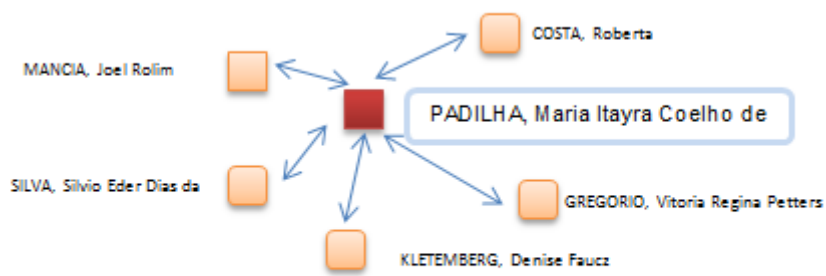 COSTA, Roberta
MANCIA, Joel Rolim
PADILHA, Maria Itayra Coelho de
SILVA, Silvio Eder Dias da
GREGORIO, Vitoria Regina Petters
KLETEMBERG, Denise Faucz